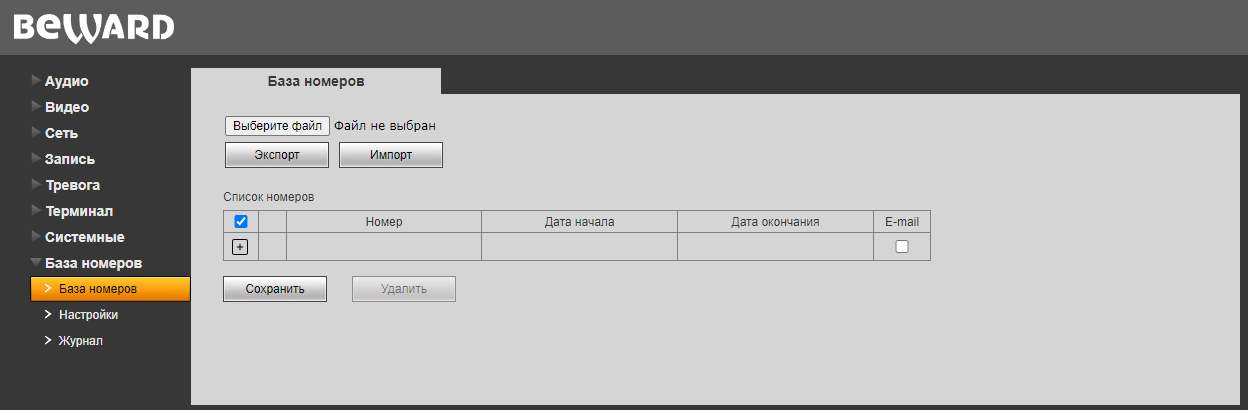 BEWARD
Аудио
Видео
Сеть
Запись
Тревога
Терминал
Системные
База номеров
База номеров
Настройки
Журнал
База номеров
Выберите файл Файл не выбран
Экспорт Импорт
Список номеров
Номер Дата начала Дата окончания E-mail
+
Сохранить Удалить